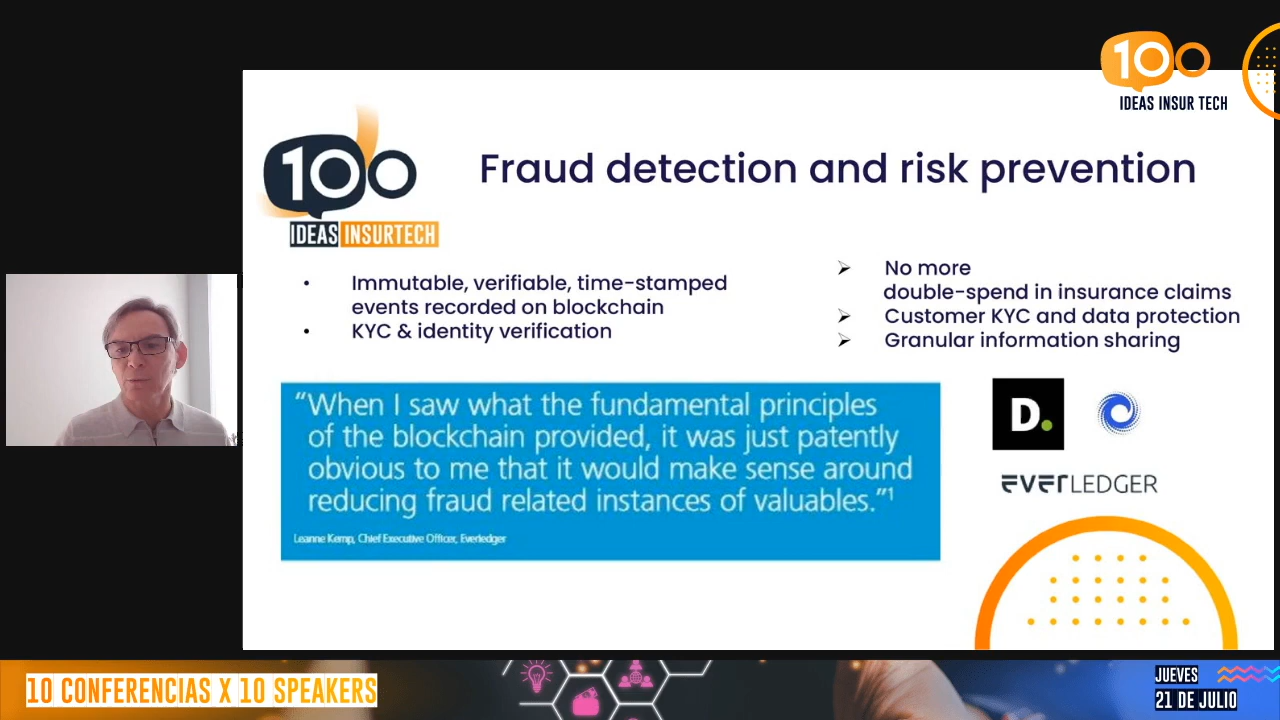 100
IDEAS INSUR TECH
100
IDEAS INSURTECH
Fraud detection and risk prevention
• Immutable, verifiable, time-stamped
events recorded on blockchain
• KYC & identity verification
➢ No more
double-spend in insurance claims
➢ Customer KYC and data protection
➢ Granular information sharing
“When I saw what the fundamental principles
of the blockchain provided, it was just patently
obvious to me that it would make sense around
reducing fraud related instances of valuables.”¹
Leanne Kemp, Chief Executive Officer, Everledger
D.
EVERLEDGER
10 CONFERENCIAS X 10 SPEAKERS
JUEVES
21 DE JULIO